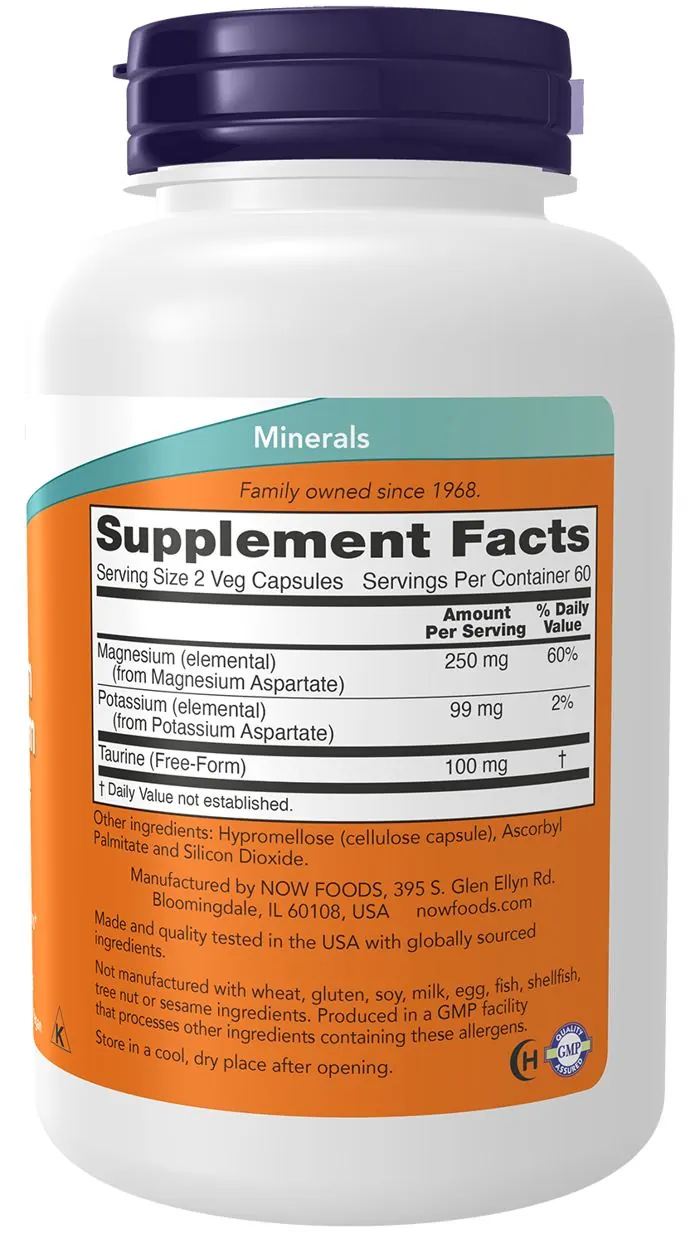 Minerals
Family owned since 1968.
Supplement Facts
Serving Size 2 Veg Capsules Servings Per Container 60
Amount Per Serving
% Daily Value
Magnesium (elemental) 250 mg 60%
(from Magnesium Aspartate)
Potassium (elemental) 99 mg 2%
(from Potassium Aspartate)
Taurine (Free-Form) 100 mg †
† Daily Value not established.
Other ingredients: Hypromellose (cellulose capsule), Ascorbyl
Palmitate and Silicon Dioxide.
Manufactured by NOW FOODS, 395 S. Glen Ellyn Rd.
Bloomingdale, IL 60108, USA nowfoods.com
Made and quality tested in the USA with globally sourced
ingredients.
Not manufactured with wheat, gluten, soy, milk, egg, fish, shellfish,
tree nut or sesame ingredients. Produced in a GMP facility
that processes other ingredients containing these allergens.
Store in a cool, dry place after opening.
K
H
QUALITY
GMP
ASSURED